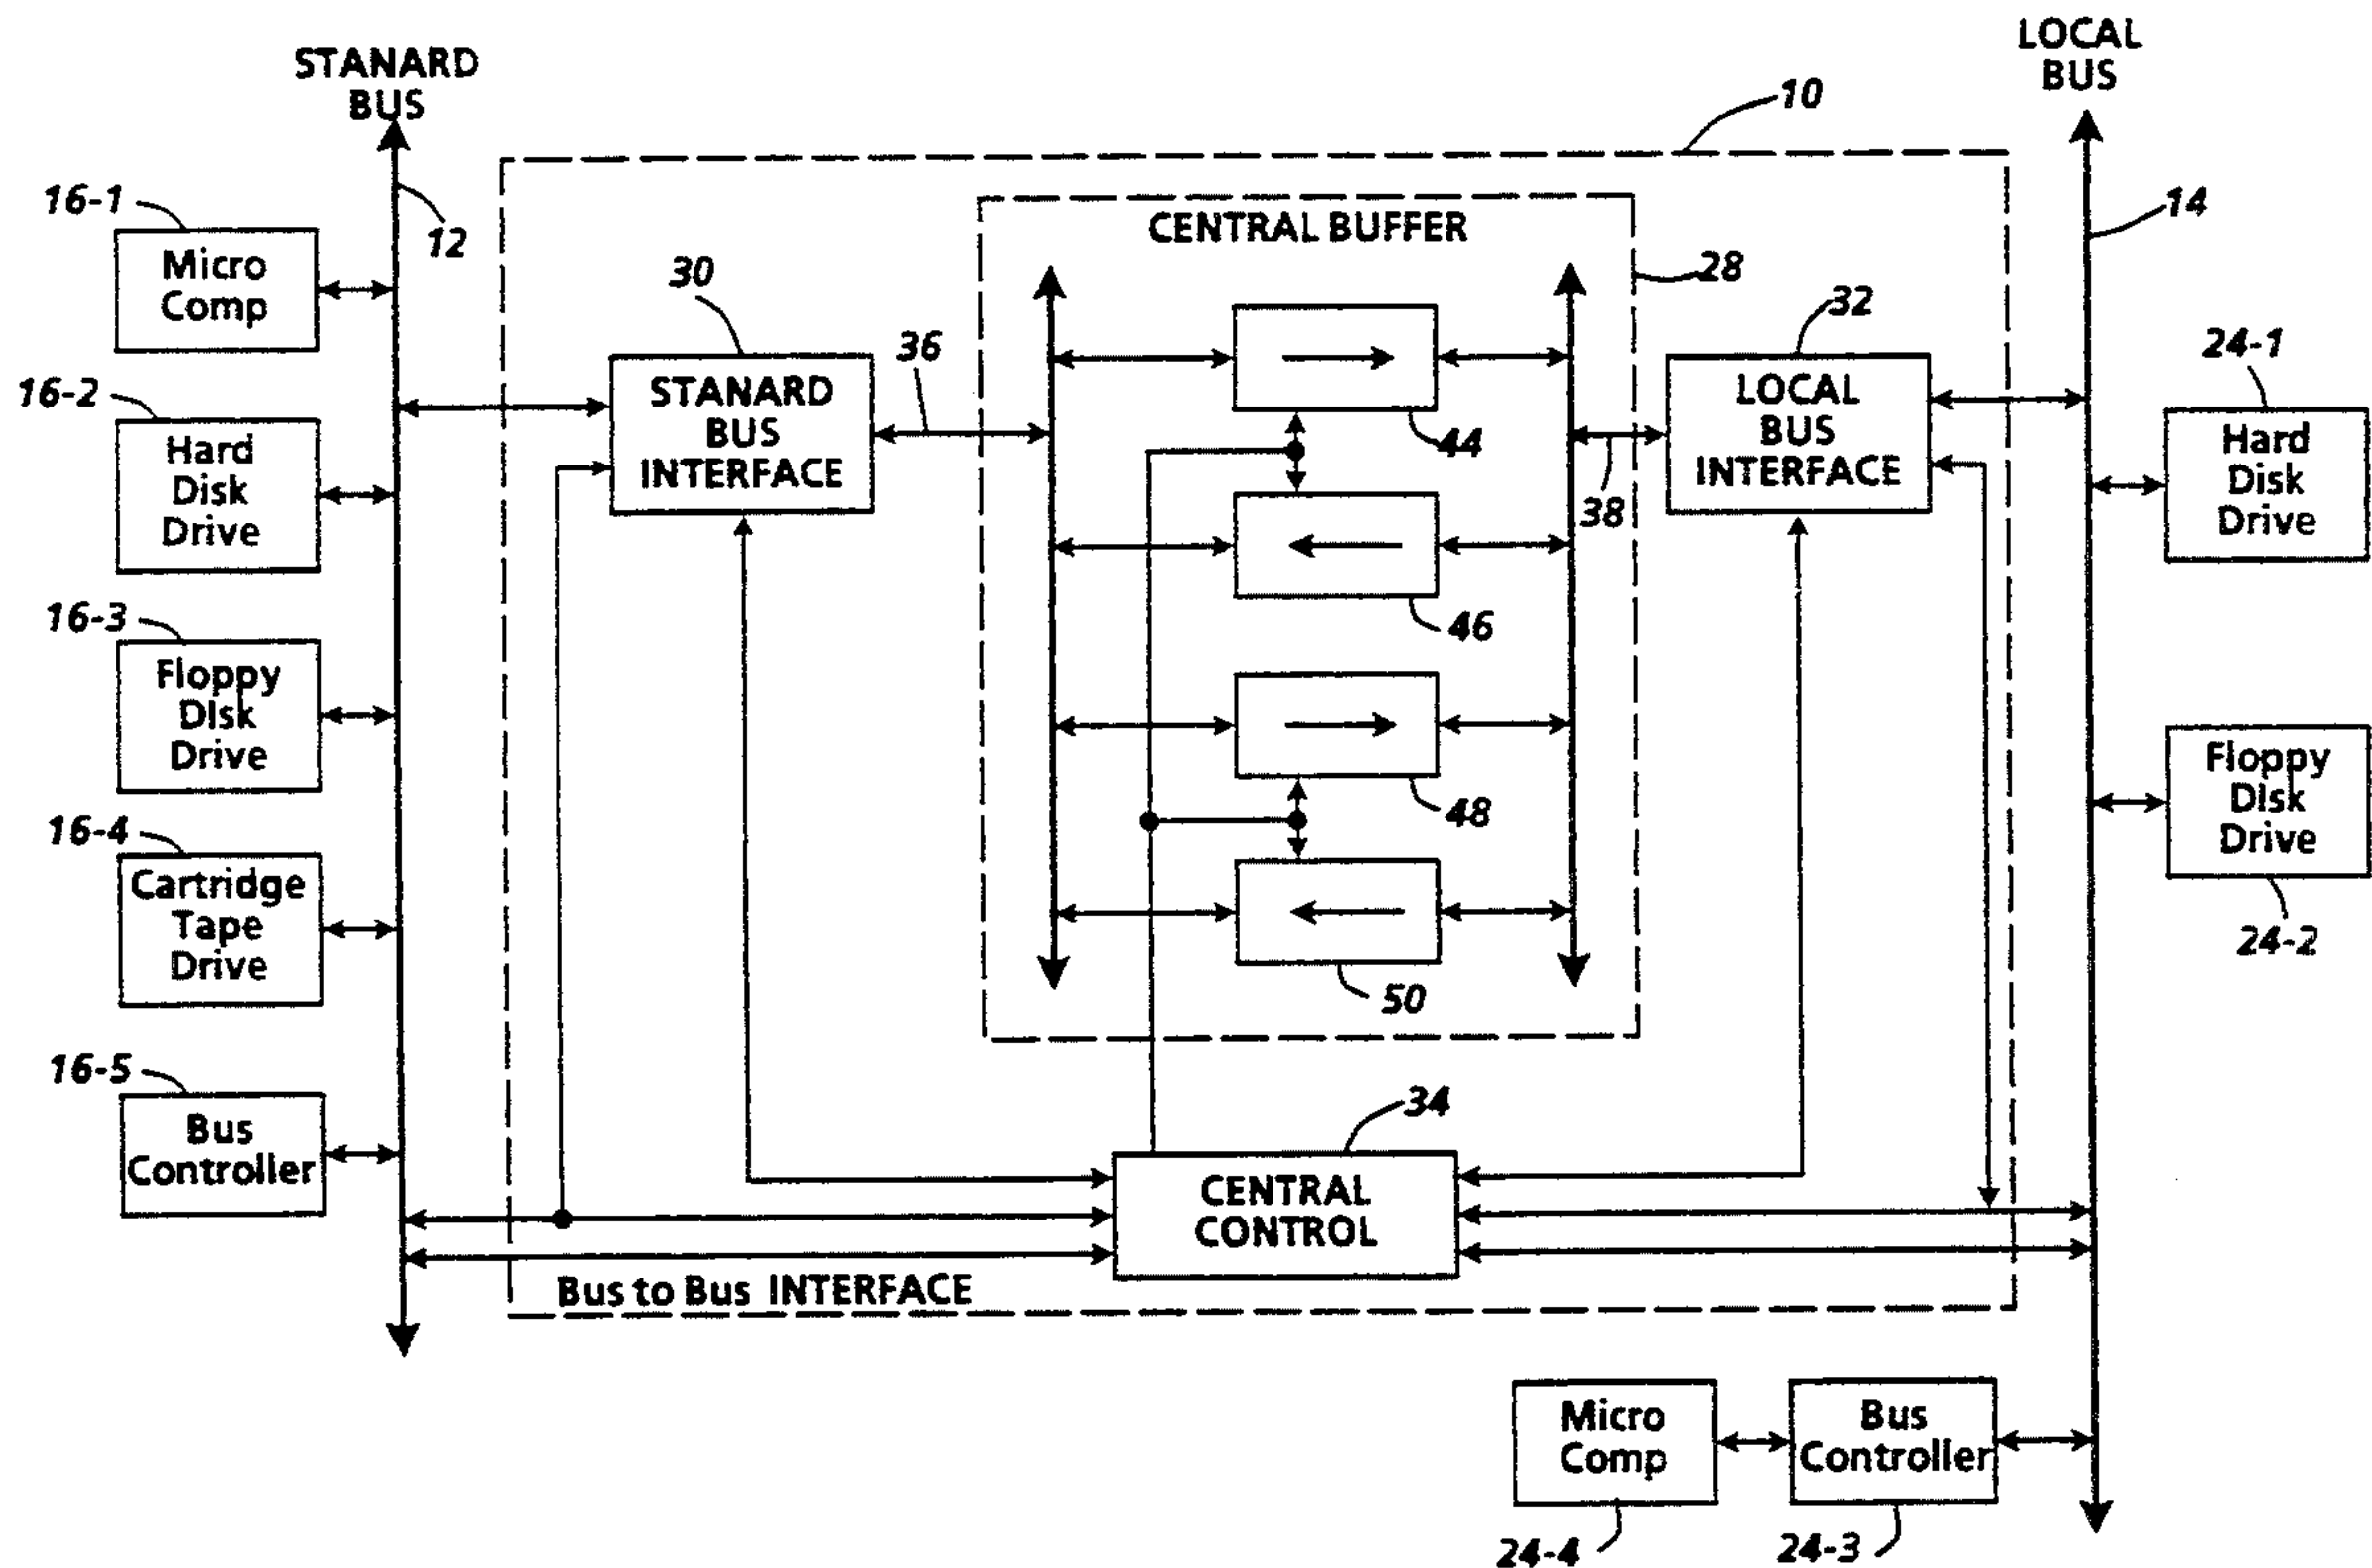 STANARD
BUS
LOCAL
BUS
10
16-1
12
14
Micro
Comp
CENTRAL BUFFER
28
30
36
32
24-1
16-2
Hard
Disk
Drive
STANARD
BUS
INTERFACE
44
38
LOCAL
BUS
INTERFACE
Hard
Disk
Drive
16-3
Floppy
DIsk
Drive
46
48
Floppy
DIsk
Drive
24-2
16-4
Cartridge
Tape
Drive
50
16-5
Bus
Controller
34
CENTRAL
CONTROL
Bus to Bus INTERFACE
Micro
Comp
Bus
Controller
24-4
24-3